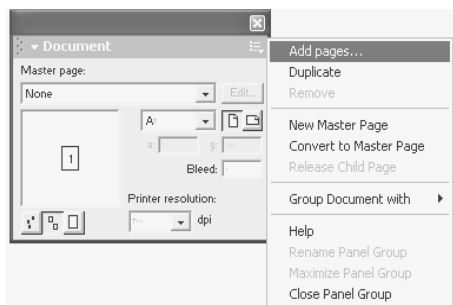 Document
Master page:
None
Edit...
1
x:
y:
Bleed:
Printer resolution:
dpi
Add pages...
Duplicate
Remove
New Master Page
Convert to Master Page
Release Child Page
Group Document with
Help
Rename Panel Group
Maximize Panel Group
Close Panel Group